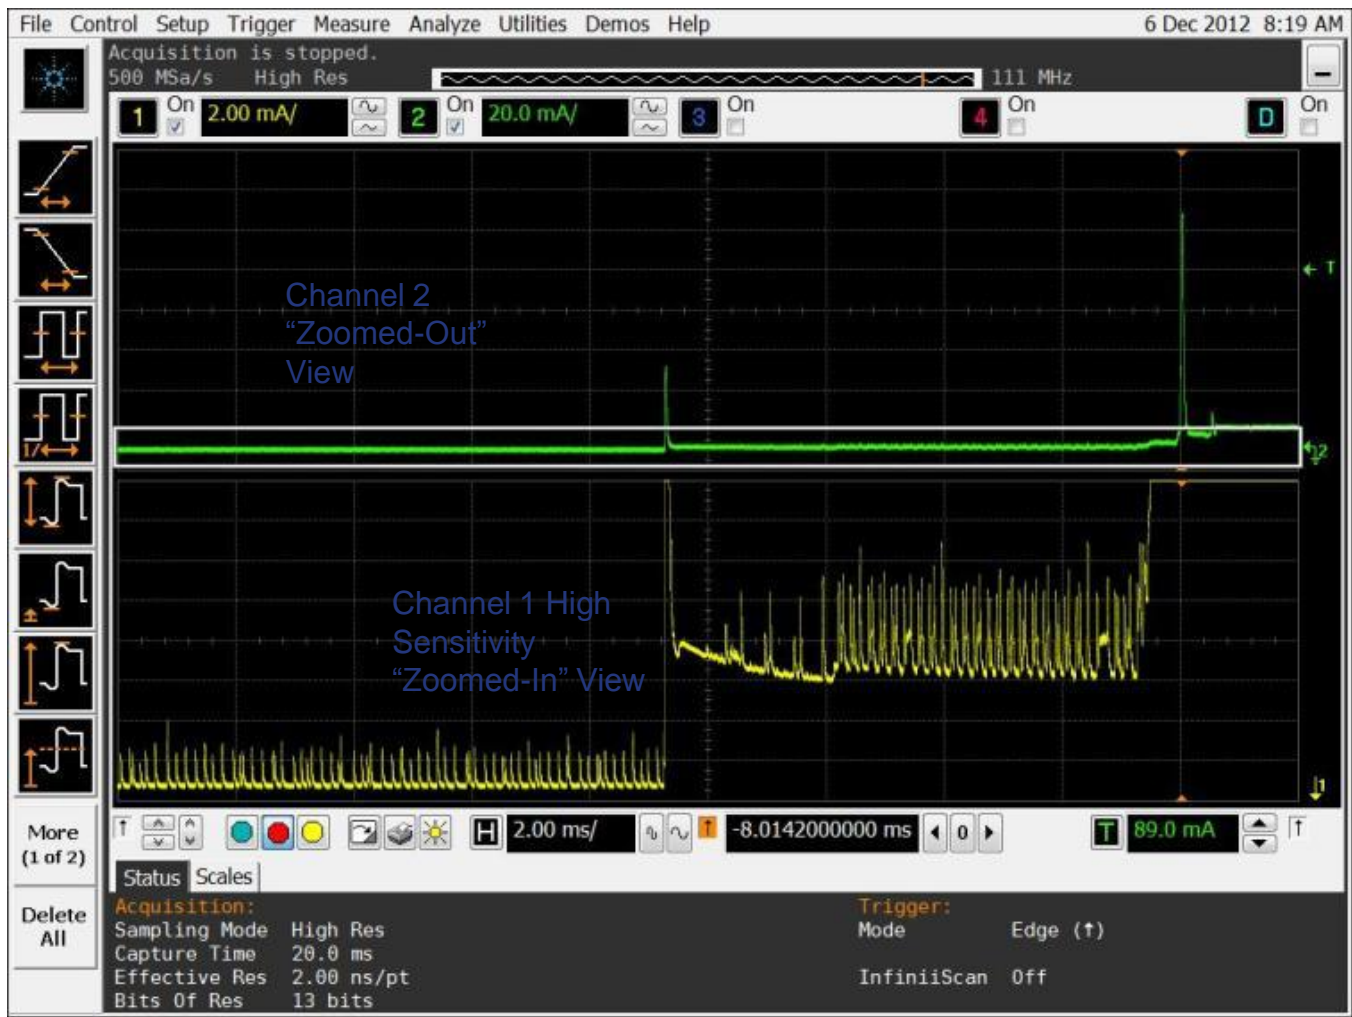 File Control Setup Trigger Measure Analyze Utilities Demos Help 6 Dec 2012 8:19 AM
Acquisition is stopped.
500 MSa/s High Res 111 MHz
1 On 2.00 mA/ 2 On 20.0 mA/ 3 On 4 On D On
T
Channel 2
“Zoomed-Out”
View
2
1/
Channel 1 High
Sensitivity
“Zoomed-In” View
1
More
(1 of 2)
H 2.00 ms/ -8.0142000000 ms 0 T 89.0 mA
Status Scales
Delete
All
Acquisition:
Sampling Mode High Res
Capture Time 20.0 ms
Effective Res 2.00 ns/pt
Bits Of Res 13 bits
Trigger:
Mode Edge (↑)
InfiniiScan Off